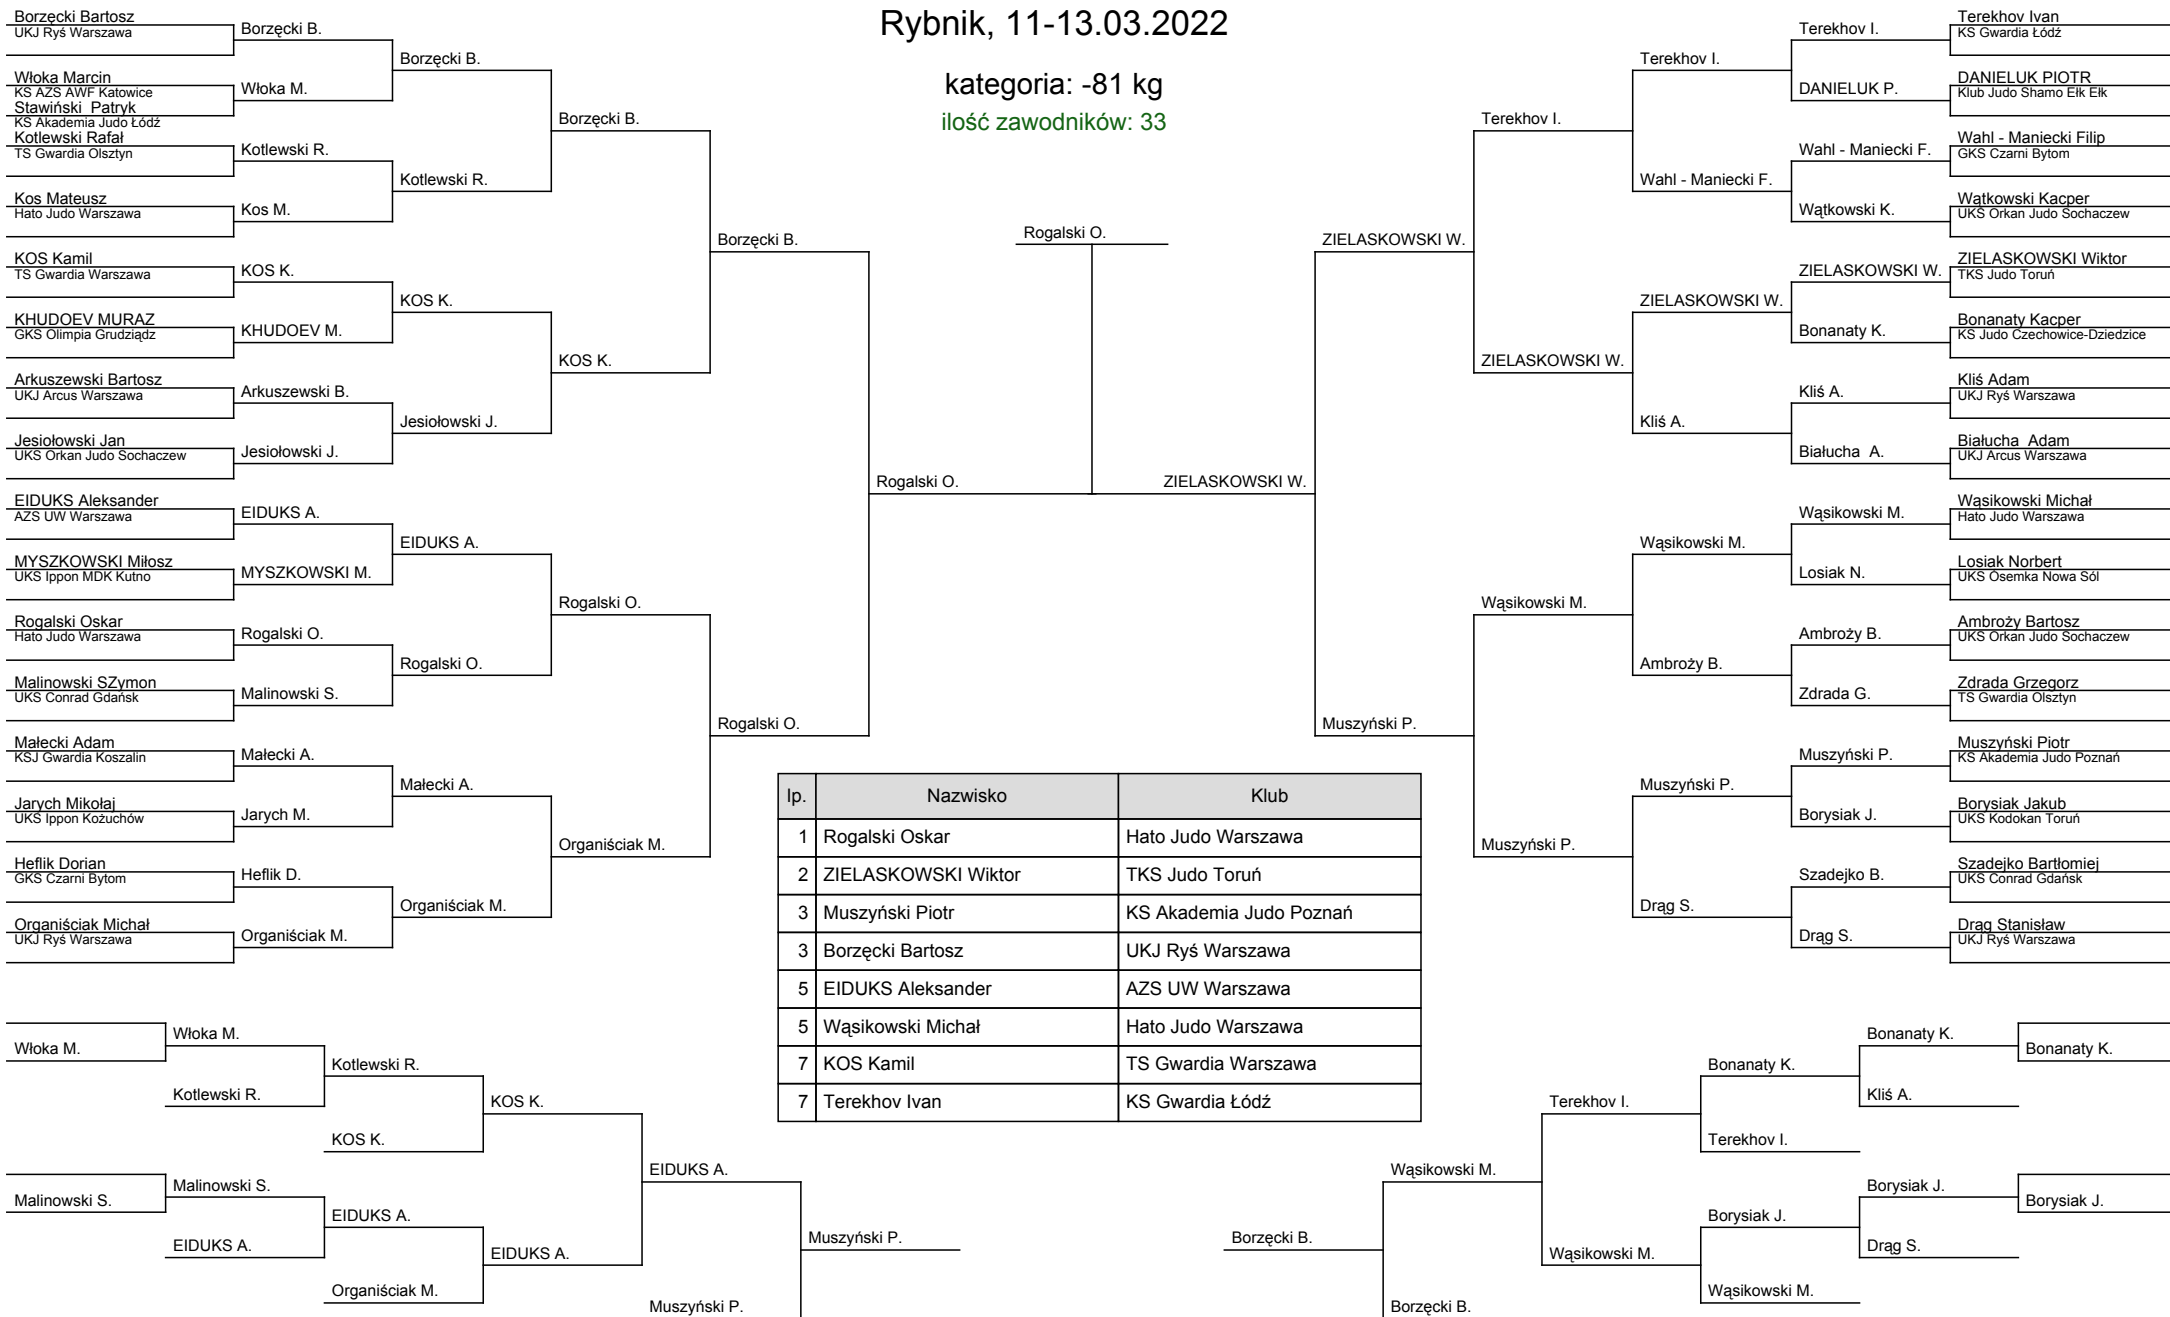 Rybnik, 11-13.03.2022
kategoria: -81 kg
ilość zawodników: 33
Borzęcki Bartosz
UKJ Ryś Warszawa
Włoka Marcin
KS AZS AWF Katowice
Stawiński Patryk
KS Akademia Judo Łódź
Kotlewski Rafał
TS Gwardia Olsztyn
Kos Mateusz
Hato Judo Warszawa
KOS Kamil
TS Gwardia Warszawa
KHUDOEV MURAZ
GKS Olimpia Grudziądz
Arkuszewski Bartosz
UKJ Arcus Warszawa
Jesiołowski Jan
UKS Orkan Judo Sochaczew
EIDUKS Aleksander
AZS UW Warszawa
MYSZKOWSKI Miłosz
UKS Ippon MDK Kutno
Rogalski Oskar
Hato Judo Warszawa
Malinowski SZymon
UKS Conrad Gdańsk
Małecki Adam
KSJ Gwardia Koszalin
Jarych Mikołaj
UKS Ippon Kożuchów
Heflik Dorian
GKS Czarni Bytom
Organiściak Michał
UKJ Ryś Warszawa
Borzęcki B.
Włoka M.
Kotlewski R.
Kos M.
KOS K.
KHUDOEV M.
Arkuszewski B.
Jesiołowski J.
EIDUKS A.
MYSZKOWSKI M.
Rogalski O.
Malinowski S.
Małecki A.
Jarych M.
Heflik D.
Organiściak M.
Borzęcki B.
Kotlewski R.
KOS K.
Jesiołowski J.
EIDUKS A.
Rogalski O.
Małecki A.
Organiściak M.
Borzęcki B.
KOS K.
Rogalski O.
Organiściak M.
Borzęcki B.
Rogalski O.
Rogalski O.
Rogalski O.
ZIELASKOWSKI W.
ZIELASKOWSKI W.
Muszyński P.
Terekhov I.
ZIELASKOWSKI W.
Wąsikowski M.
Muszyński P.
Terekhov I.
Wahl - Maniecki F.
ZIELASKOWSKI W.
Kliś A.
Wąsikowski M.
Ambroży B.
Muszyński P.
Drąg S.
Terekhov I.
DANIELUK P.
Wahl - Maniecki F.
Wątkowski K.
ZIELASKOWSKI W.
Bonanaty K.
Kliś A.
Białucha A.
Wąsikowski M.
Losiak N.
Ambroży B.
Zdrada G.
Muszyński P.
Borysiak J.
Szadejko B.
Drąg S.
Terekhov Ivan
KS Gwardia Łódź
DANIELUK PIOTR
Klub Judo Shamo Ełk Ełk
Wahl - Maniecki Filip
GKS Czarni Bytom
Wątkowski Kacper
UKS Orkan Judo Sochaczew
ZIELASKOWSKI Wiktor
TKS Judo Toruń
Bonanaty Kacper
KS Judo Czechowice-Dziedzice
Kliś Adam
UKJ Ryś Warszawa
Białucha Adam
UKJ Arcus Warszawa
Wąsikowski Michał
Hato Judo Warszawa
Losiak Norbert
UKS Ósemka Nowa Sól
Ambroży Bartosz
UKS Orkan Judo Sochaczew
Zdrada Grzegorz
TS Gwardia Olsztyn
Muszyński Piotr
KS Akademia Judo Poznań
Borysiak Jakub
UKS Kodokan Toruń
Szadejko Bartłomiej
UKS Conrad Gdańsk
Drąg Stanisław
UKJ Ryś Warszawa
lp. Nazwisko Klub
1 Rogalski Oskar Hato Judo Warszawa
2 ZIELASKOWSKI Wiktor TKS Judo Toruń
3 Muszyński Piotr KS Akademia Judo Poznań
3 Borzęcki Bartosz UKJ Ryś Warszawa
5 EIDUKS Aleksander AZS UW Warszawa
5 Wąsikowski Michał Hato Judo Warszawa
7 KOS Kamil TS Gwardia Warszawa
7 Terekhov Ivan KS Gwardia Łódź
Włoka M.
Malinowski S.
Włoka M.
Kotlewski R.
Malinowski S.
EIDUKS A.
Kotlewski R.
KOS K.
EIDUKS A.
Organiściak M.
KOS K.
EIDUKS A.
EIDUKS A.
Muszyński P.
Muszyński P.
Borzęcki B.
Wąsikowski M.
Borzęcki B.
Terekhov I.
Wąsikowski M.
Bonanaty K.
Terekhov I.
Borysiak J.
Wąsikowski M.
Bonanaty K.
Kliś A.
Borysiak J.
Drąg S.
Bonanaty K.
Borysiak J.